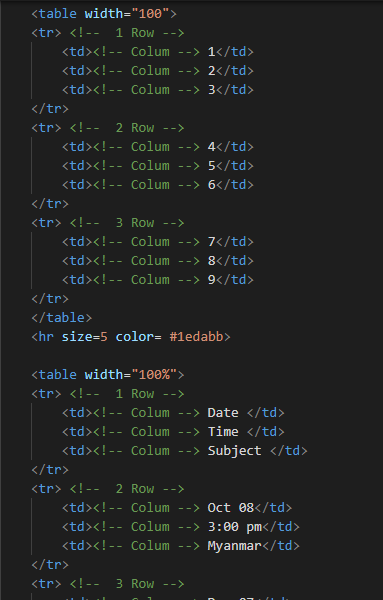 <table width="100">
<tr> <!--  1 Row -->
    <td><!-- Colum --> 1</td>
    <td><!-- Colum --> 2</td>
    <td><!-- Colum --> 3</td>
</tr>
<tr> <!--  2 Row -->
    <td><!-- Colum --> 4</td>
    <td><!-- Colum --> 5</td>
    <td><!-- Colum --> 6</td>
</tr>
<tr> <!--  3 Row -->
    <td><!-- Colum --> 7</td>
    <td><!-- Colum --> 8</td>
    <td><!-- Colum --> 9</td>
</tr>
</table>
<hr size=5 color= #1edabb>

<table width="100%">
<tr> <!--  1 Row -->
    <td><!-- Colum --> Date </td>
    <td><!-- Colum --> Time </td>
    <td><!-- Colum --> Subject </td>
</tr>
<tr> <!--  2 Row -->
    <td><!-- Colum --> Oct 08</td>
    <td><!-- Colum --> 3:00 pm</td>
    <td><!-- Colum --> Myanmar</td>
</tr>
<tr> <!--  3 Row -->
    <td><!-- Colum -->